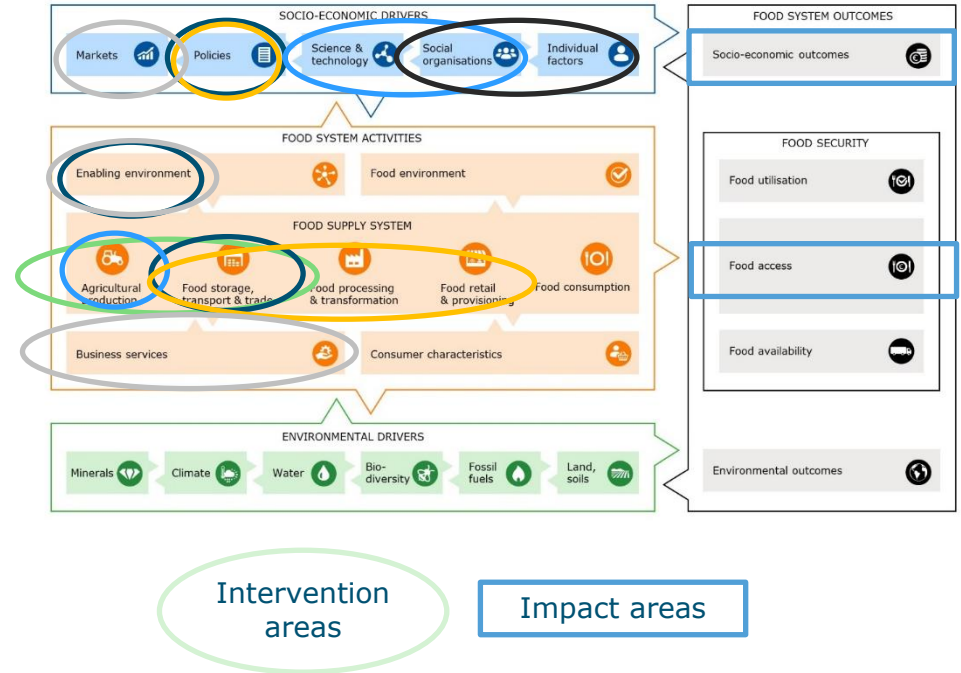 SOCIO-ECONOMIC DRIVERS
Markets
Policies
Science &
technology
Social
organisations
Individual
factors
FOOD SYSTEM ACTIVITIES
Enabling environment
Food environment
FOOD SUPPLY SYSTEM
Agricultural
production
Food storage,
transport & trade
Food processing
& transformation
Food retail
& provisioning
Food consumption
Business services
Consumer characteristics
ENVIRONMENTAL DRIVERS
Minerals
Climate
Water
Bio-
diversity
Fossil
fuels
Land,
soils
FOOD SYSTEM OUTCOMES
Socio-economic outcomes
FOOD SECURITY
Food utilisation
Food access
Food availability
Environmental outcomes
Intervention
areas
Impact areas